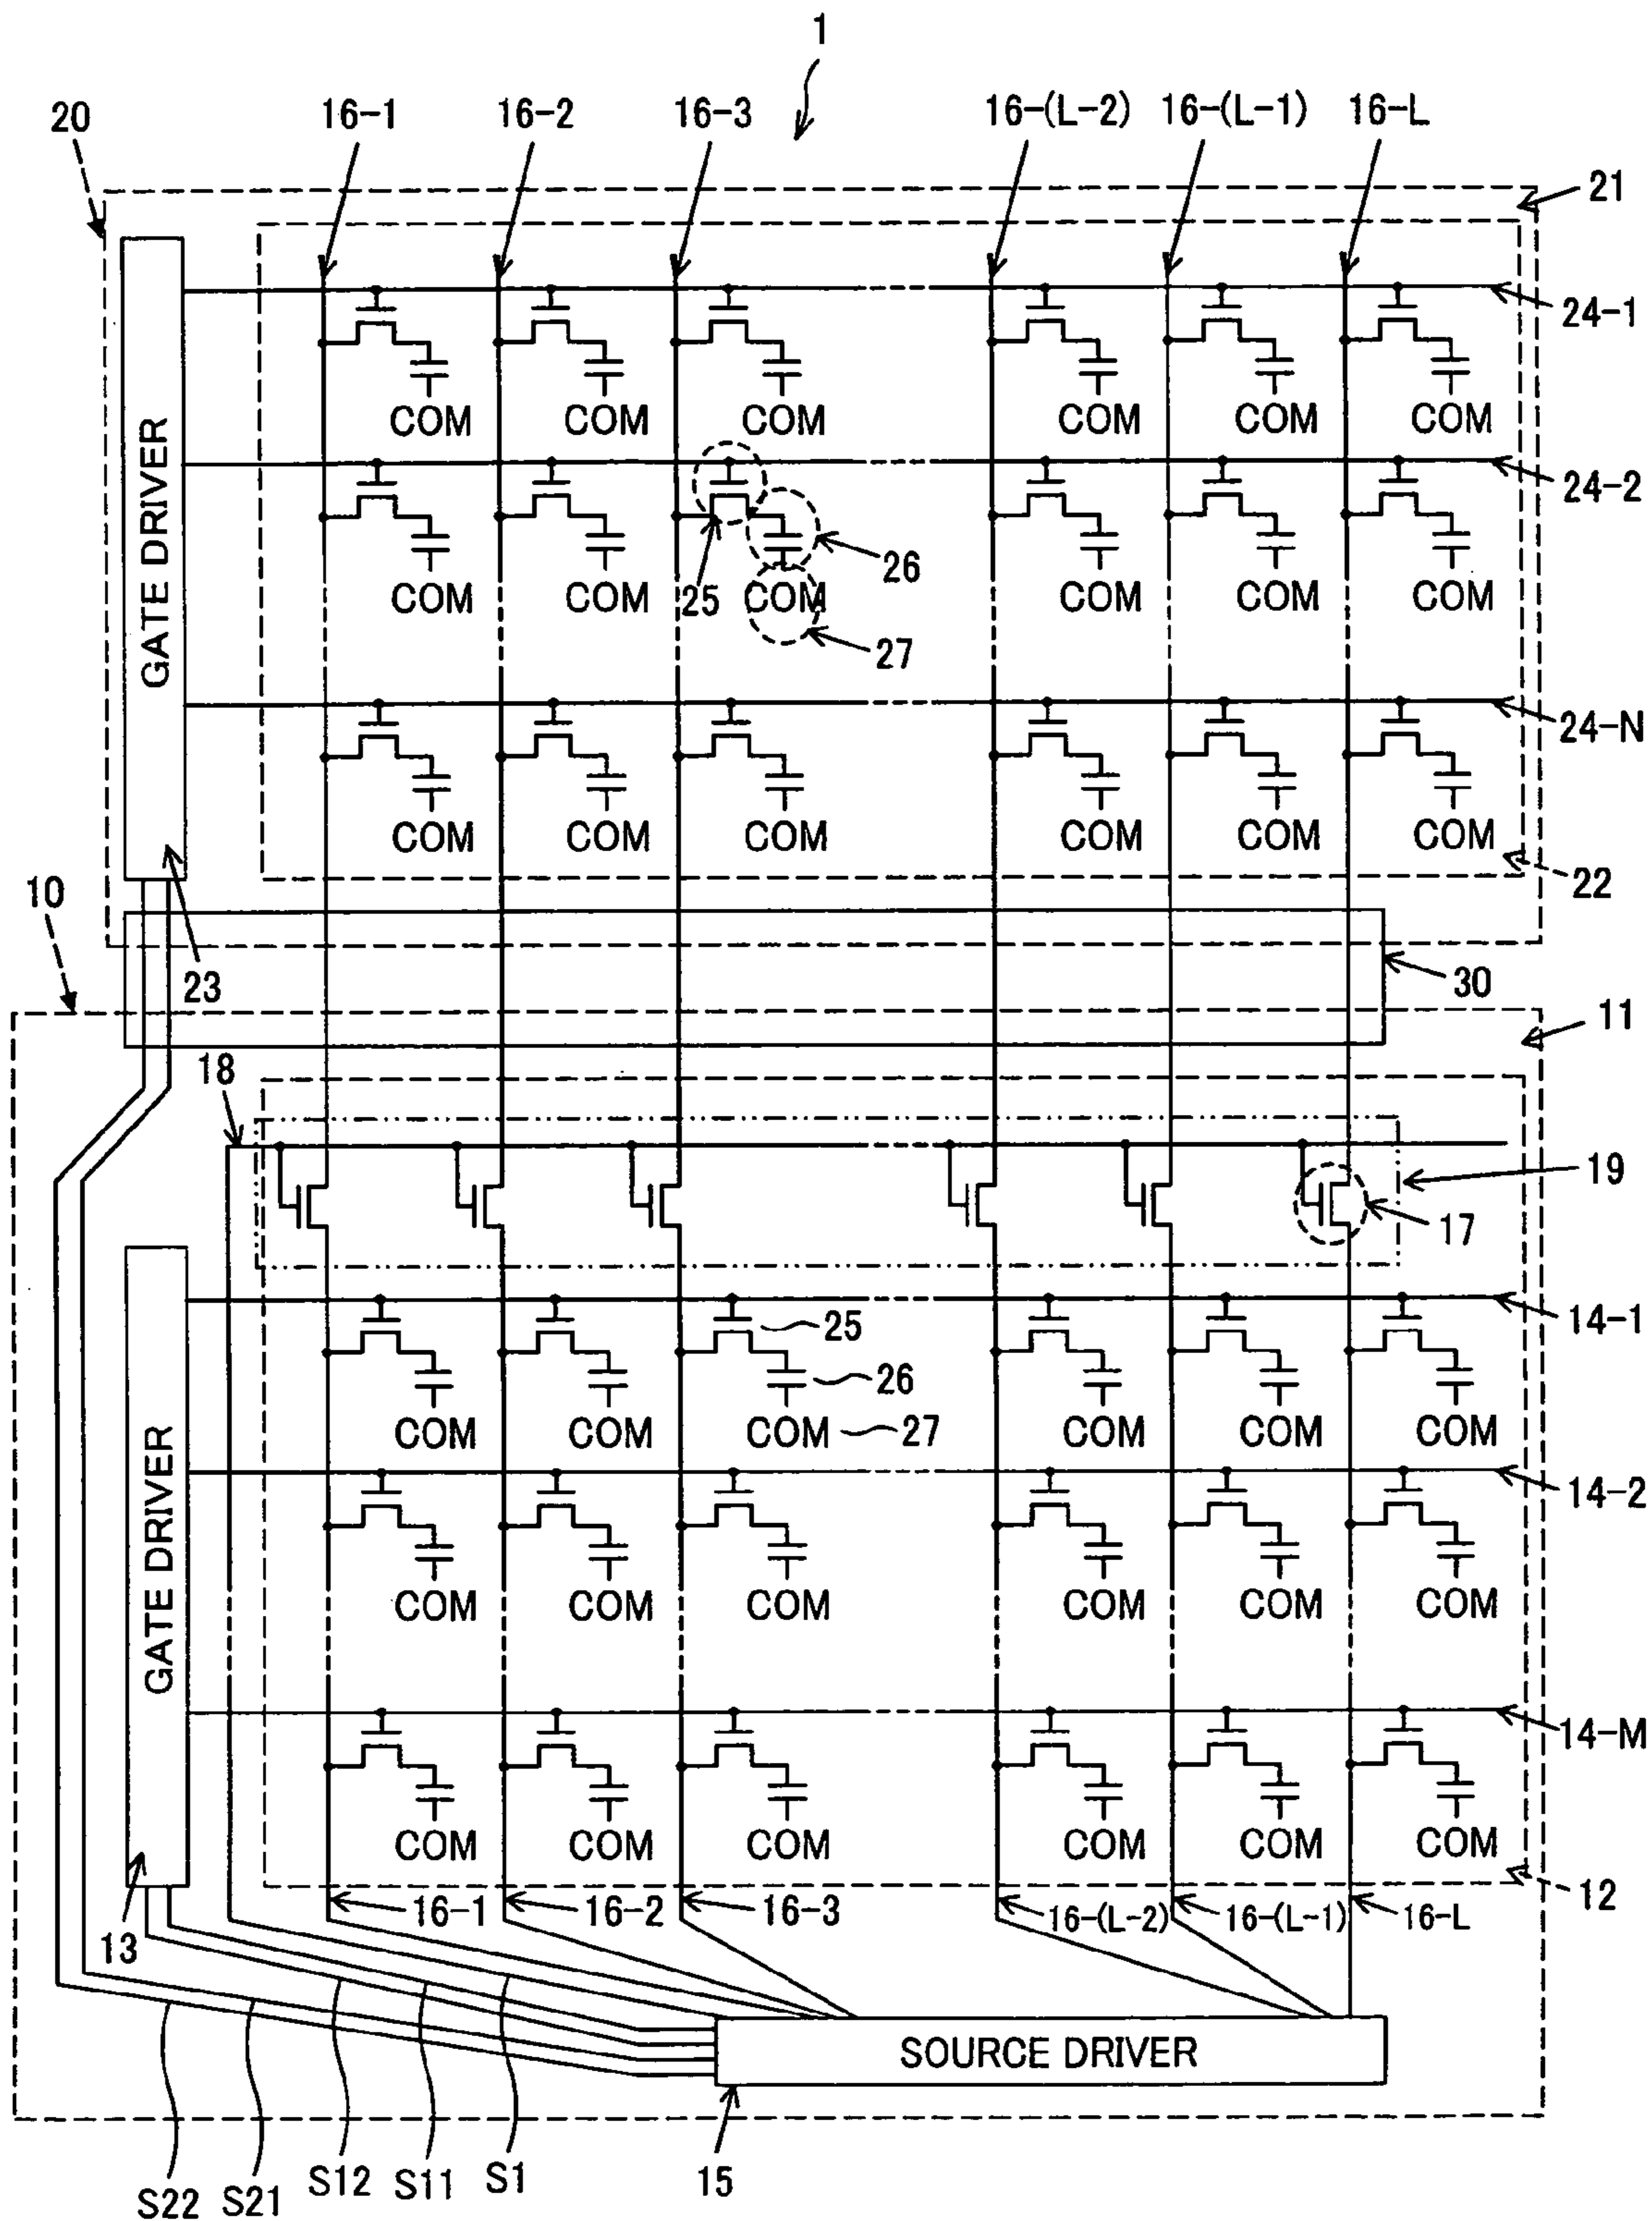 1
16-1 16-2 16-3 16-(L-2) 16-(L-1) 16-L
20
21
24-1
COM COM COM COM COM COM
24-2
GATE DRIVER
26
COM COM 25 COM COM COM COM
27
24-N
COM COM COM COM COM COM
22
10
23
30
11
18
19
17
14-1
25
26
COM COM COM 27 COM COM COM
14-2
GATE DRIVER
COM COM COM COM COM COM
14-M
COM COM COM COM COM COM
12
16-1 16-2 16-3 16-(L-2) 16-(L-1) 16-L
13
SOURCE DRIVER
S22 S21 S12 S11 S1 15